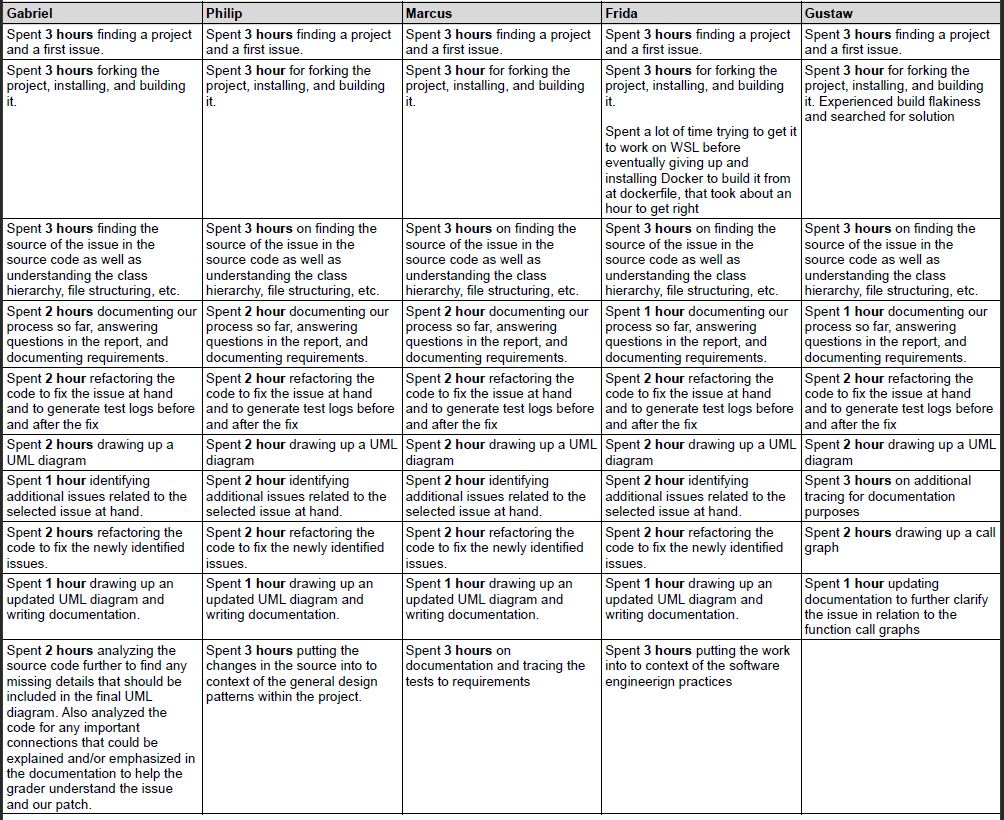 Gabriel
Philip
Marcus
Frida
Gustaw
Spent 3 hours finding a project
and a first issue.
Spent 3 hours finding a project
and a first issue.
Spent 3 hours finding a project
and a first issue.
Spent 3 hours finding a project
and a first issue.
Spent 3 hours finding a project
and a first issue.
Spent 3 hours forking the
project, installing, and building
it.
Spent 3 hour for forking the
project, installing, and building
it.
Spent 3 hour for forking the
project, installing, and building
it.
Spent 3 hours for forking the
project, installing, and building
it.
Spent a lot of time trying to get it
to work on WSL before
eventually giving up and
installing Docker to build it from
at dockerfile, that took about an
hour to get right
Spent 3 hour for forking the
project, installing, and building
it. Experienced build flakiness
and searched for solution
Spent 3 hours finding the
source of the issue in the
source code as well as
understanding the class
hierarchy, file structuring, etc.
Spent 3 hours on finding the
source of the issue in the
source code as well as
understanding the class
hierarchy, file structuring, etc.
Spent 3 hours on finding the
source of the issue in the
source code as well as
understanding the class
hierarchy, file structuring, etc.
Spent 3 hours on finding the
source of the issue in the
source code as well as
understanding the class
hierarchy, file structuring, etc.
Spent 3 hours on finding the
source of the issue in the
source code as well as
understanding the class
hierarchy, file structuring, etc.
Spent 2 hours documenting our
process so far, answering
questions in the report, and
documenting requirements.
Spent 2 hour documenting our
process so far, answering
questions in the report, and
documenting requirements.
Spent 2 hour documenting our
process so far, answering
questions in the report, and
documenting requirements.
Spent 1 hour documenting our
process so far, answering
questions in the report, and
documenting requirements.
Spent 1 hour documenting our
process so far, answering
questions in the report, and
documenting requirements.
Spent 2 hour refactoring the
code to fix the issue at hand
and to generate test logs before
and after the fix
Spent 2 hour refactoring the
code to fix the issue at hand
and to generate test logs before
and after the fix
Spent 2 hour refactoring the
code to fix the issue at hand
and to generate test logs before
and after the fix
Spent 2 hour refactoring the
code to fix the issue at hand
and to generate test logs before
and after the fix
Spent 2 hour refactoring the
code to fix the issue at hand
and to generate test logs before
and after the fix
Spent 2 hours drawing up a
UML diagram
Spent 2 hour drawing up a UML
diagram
Spent 2 hour drawing up a UML
diagram
Spent 2 hour drawing up a UML
diagram
Spent 2 hour drawing up a UML
diagram
Spent 1 hour identifying
additional issues related to the
selected issue at hand.
Spent 2 hour identifying
additional issues related to the
selected issue at hand.
Spent 2 hour identifying
additional issues related to the
selected issue at hand.
Spent 2 hour identifying
additional issues related to the
selected issue at hand.
Spent 3 hours on additional
tracing for documentation
purposes
Spent 2 hours refactoring the
code to fix the newly identified
issues.
Spent 2 hours refactoring the
code to fix the newly identified
issues.
Spent 2 hours refactoring the
code to fix the newly identified
issues.
Spent 2 hours refactoring the
code to fix the newly identified
issues.
Spent 2 hours drawing up a call
graph
Spent 1 hour drawing up an
updated UML diagram and
writing documentation.
Spent 1 hour drawing up an
updated UML diagram and
writing documentation.
Spent 1 hour drawing up an
updated UML diagram and
writing documentation.
Spent 1 hour drawing up an
updated UML diagram and
writing documentation.
Spent 1 hour updating
documentation to further clarify
the issue in relation to the
function call graphs
Spent 2 hours analyzing the
source code further to find any
missing details that should be
included in the final UML
diagram. Also analyzed the
code for any important
connections that could be
explained and/or emphasized in
the documentation to help the
grader understand the issue
and our patch.
Spent 3 hours putting the
changes in the source into to
context of the general design
patterns within the project.
Spent 3 hours on
documentation and tracing the
tests to requirements
Spent 3 hours putting the work
into to context of the software
engineerign practices